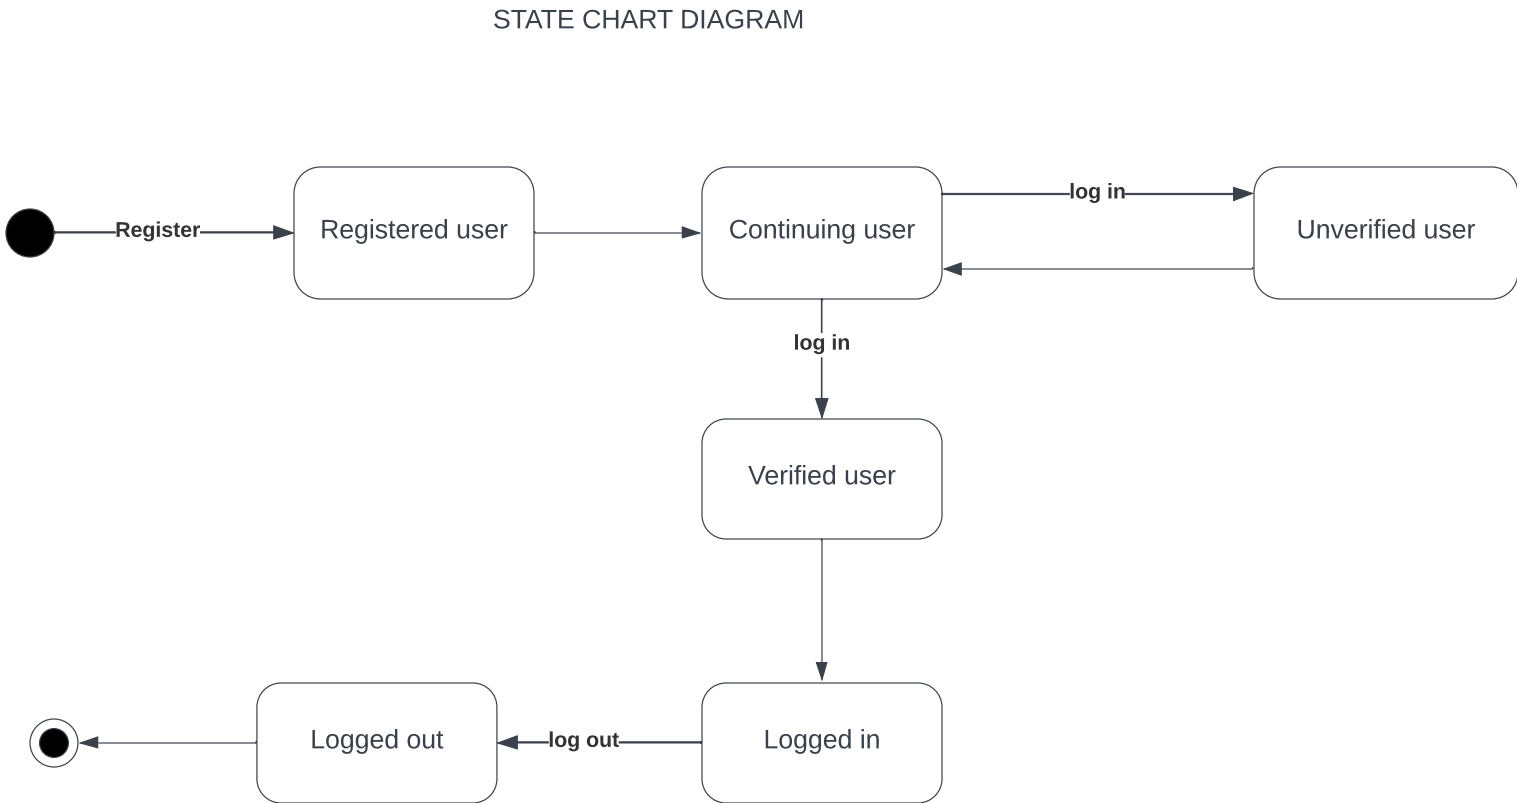 STATE CHART DIAGRAM
Register
Registered user
Continuing user
log in
Unverified user
log in
Verified user
Logged out
log out
Logged in